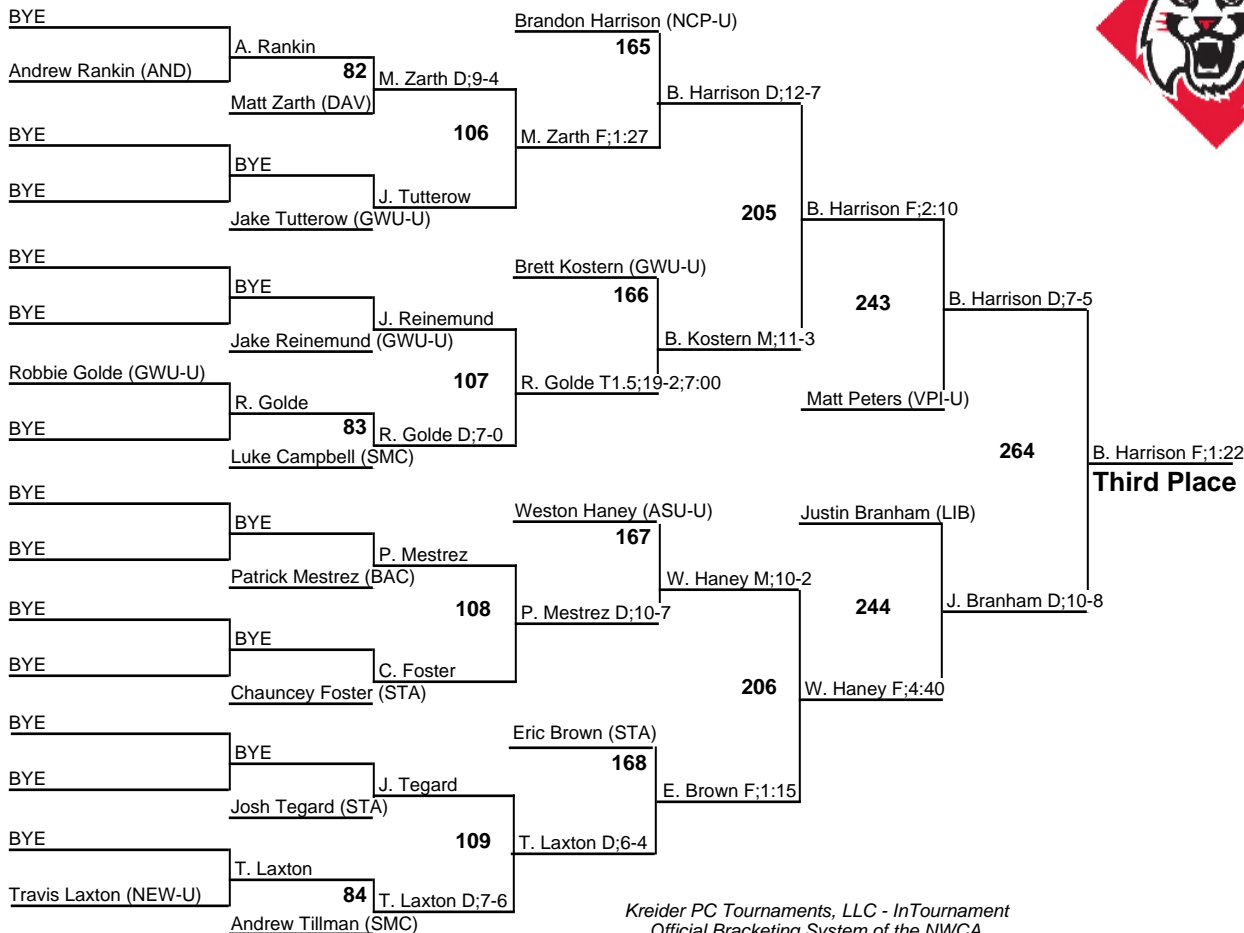 BYE
Brandon Harrison (NCP-U)
A. Rankin
165
Andrew Rankin (AND)
82
M. Zarth D;9-4
B. Harrison D;12-7
Matt Zarth (DAV)
BYE
106
M. Zarth F;1:27
BYE
BYE
J. Tutterow
Jake Tutterow (GWU-U)
205
B. Harrison F;2:10
BYE
Brett Kostern (GWU-U)
BYE
166
243
B. Harrison D;7-5
BYE
J. Reinemund
Jake Reinemund (GWU-U)
B. Kostern M;11-3
Robbie Golde (GWU-U)
107
R. Golde T1.5;19-2;7:00
R. Golde
Matt Peters (VPI-U)
BYE
83
R. Golde D;7-0
Luke Campbell (SMC)
264
B. Harrison F;1:22
Third Place
BYE
Weston Haney (ASU-U)
Justin Branham (LIB)
BYE
167
BYE
P. Mestrez
Patrick Mestrez (BAC)
W. Haney M;10-2
BYE
108
P. Mestrez D;10-7
244
J. Branham D;10-8
BYE
BYE
C. Foster
Chauncey Foster (STA)
206
W. Haney F;4:40
BYE
Eric Brown (STA)
BYE
168
BYE
J. Tegard
Josh Tegard (STA)
E. Brown F;1:15
BYE
109
T. Laxton D;6-4
T. Laxton
Travis Laxton (NEW-U)
84
T. Laxton D;7-6
Andrew Tillman (SMC)
Kreider PC Tournaments, LLC - InTournament
Official Bracketing System of the NWCA